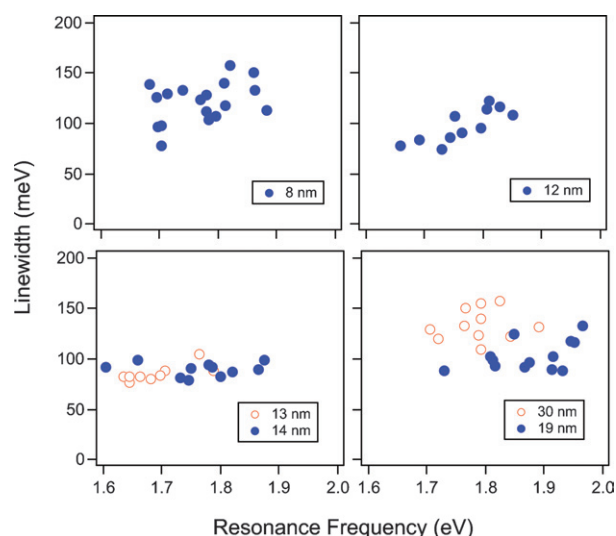 200
150
100
50
0
8 nm
12 nm
Linewidth (meV)
200
150
100
50
0
13 nm
14 nm
30 nm
19 nm
1.6 1.7 1.8 1.9 2.0 1.7 1.8 1.9 2.0
Resonance Frequency (eV)